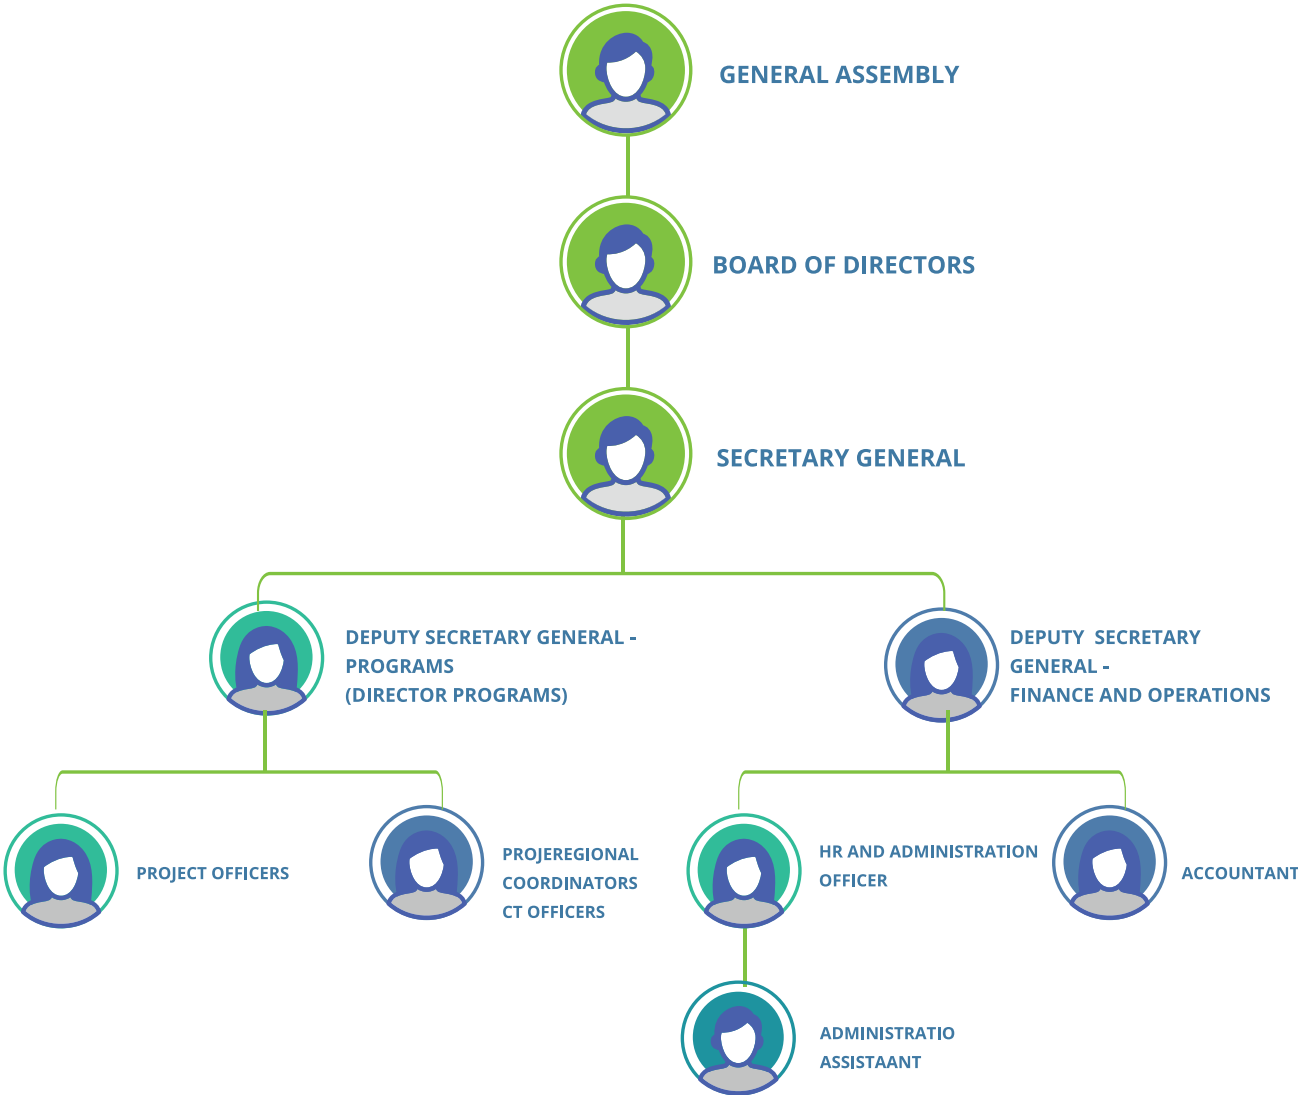 GENERAL ASSEMBLY
BOARD OF DIRECTORS
SECRETARY GENERAL
DEPUTY SECRETARY GENERAL -
PROGRAMS
(DIRECTOR PROGRAMS)
DEPUTY SECRETARY
GENERAL -
FINANCE AND OPERATIONS
PROJECT OFFICERS
PROJEREGIONAL
COORDINATORS
CT OFFICERS
HR AND ADMINISTRATION
OFFICER
ACCOUNTANT
ADMINISTRATIO
ASSISTAANT